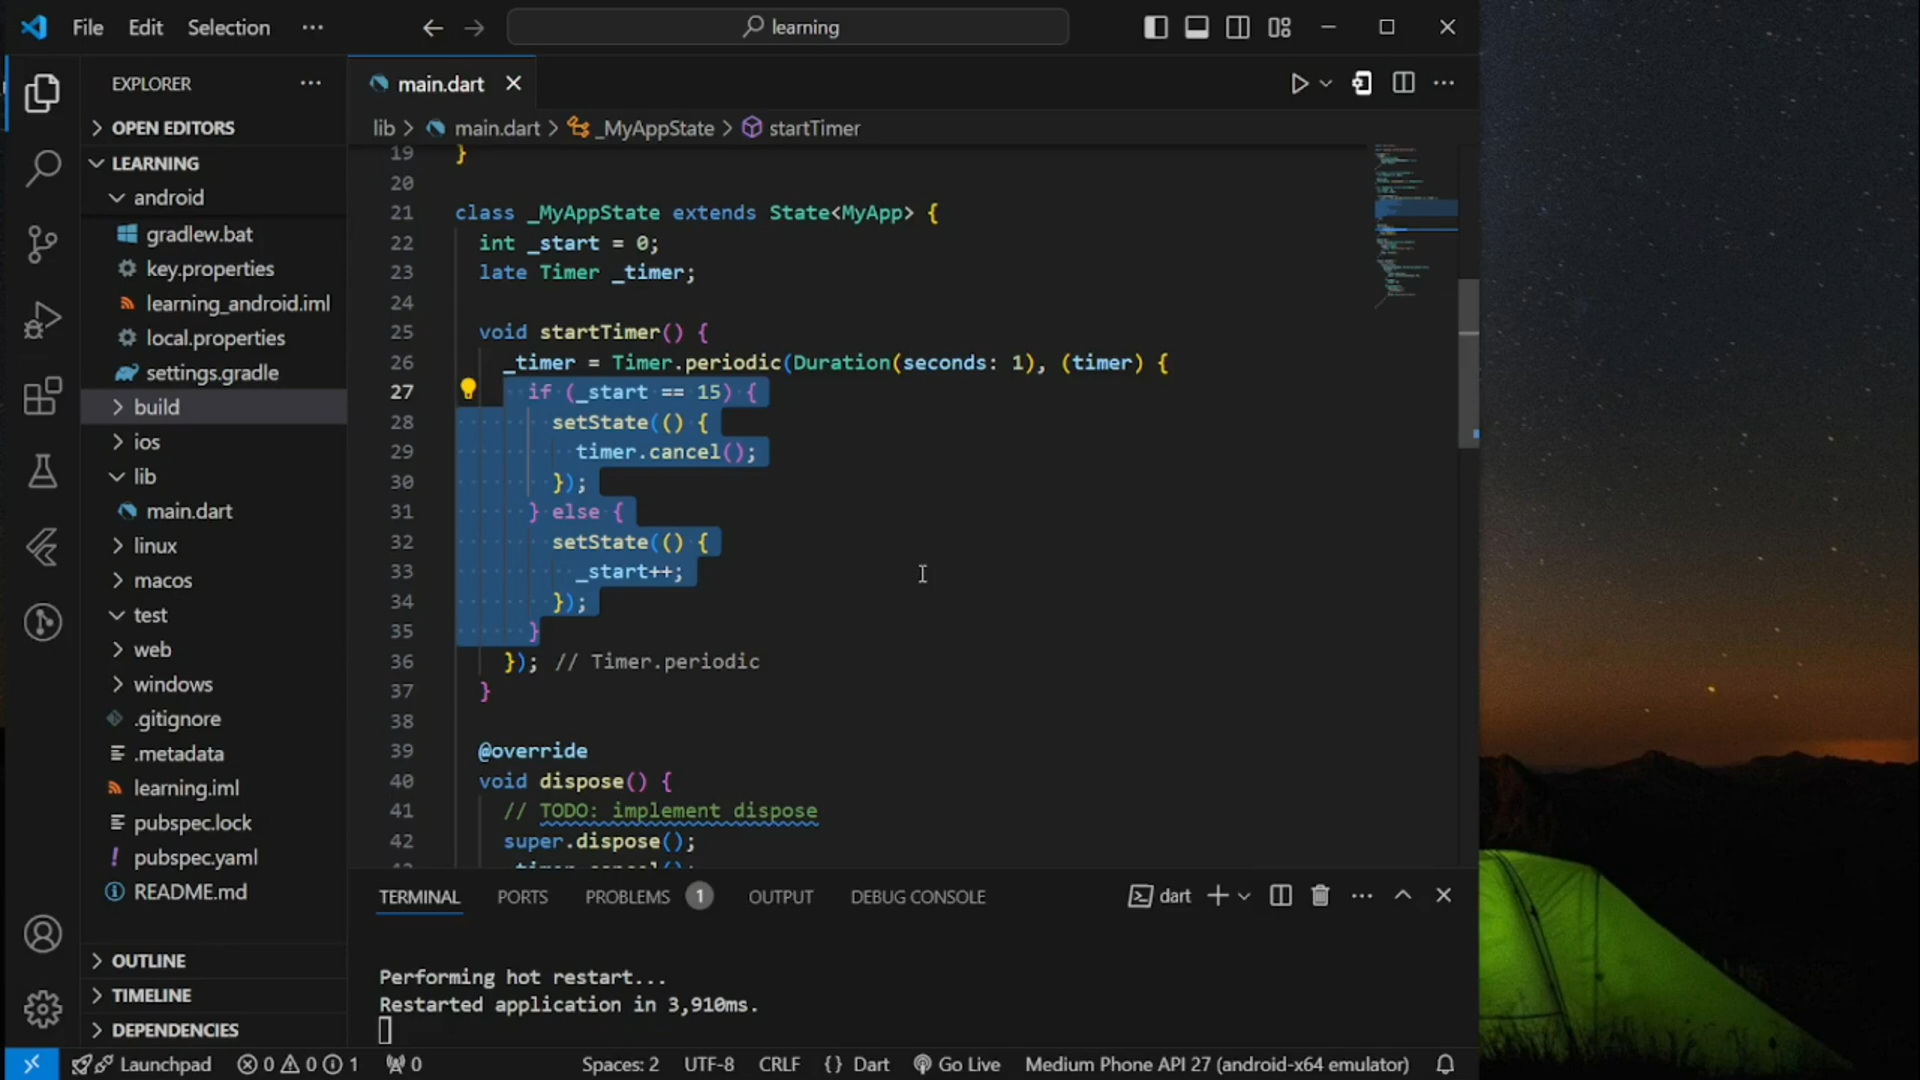 File Edit Selection ···
learning
EXPLORER ···
OPEN EDITORS
LEARNING
android
gradlew.bat
key.properties
learning_android.iml
local.properties
settings.gradle
build
ios
lib
main.dart
linux
macos
test
web
windows
.gitignore
.metadata
learning.iml
pubspec.lock
pubspec.yaml
README.md
OUTLINE
TIMELINE
DEPENDENCIES
main.dart
lib > main.dart > _MyAppState > startTimer
19 }
20
21 class _MyAppState extends State<MyApp> {
22 int _start = 0;
23 late Timer _timer;
24
25 void startTimer() {
26 _timer = Timer.periodic(Duration(seconds: 1), (timer) {
27 if (_start == 15) {
28 setState(() {
29 timer.cancel();
30 });
31 } else {
32 setState(() {
33 _start++;
34 });
35 }
36 }); // Timer.periodic
37 }
38
39 @override
40 void dispose() {
41 // TODO: implement dispose
42 super.dispose();
TERMINAL PORTS PROBLEMS 1 OUTPUT DEBUG CONSOLE dart
Performing hot restart...
Restarted application in 3,910ms.
Launchpad 0 0 1 0 Spaces: 2 UTF-8 CRLF {} Dart Go Live Medium Phone API 27 (android-x64 emulator)